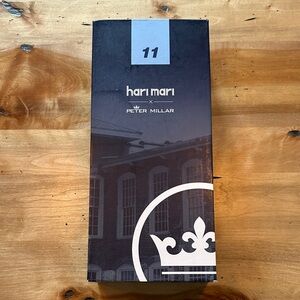 11
hari mari
×
PETER MILLAR